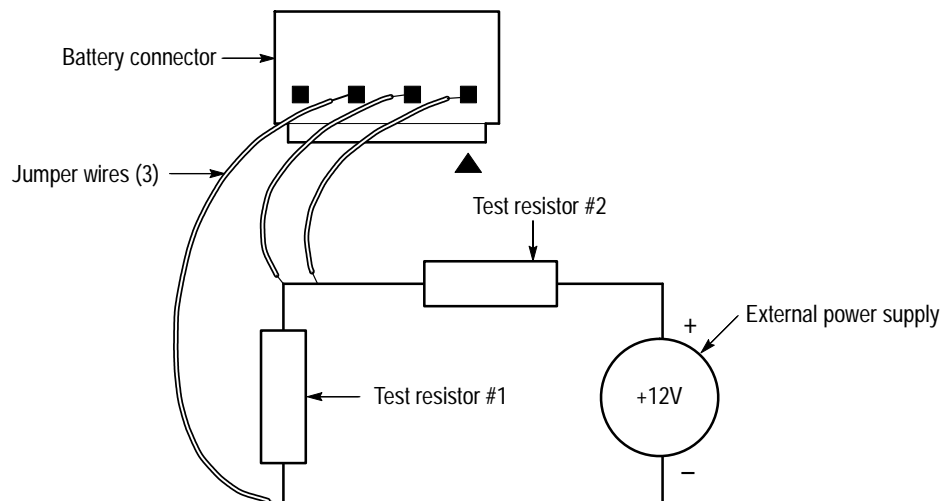 Battery connector
Jumper wires (3)
Test resistor #2
External power supply
+
+12V
Test resistor #1
−